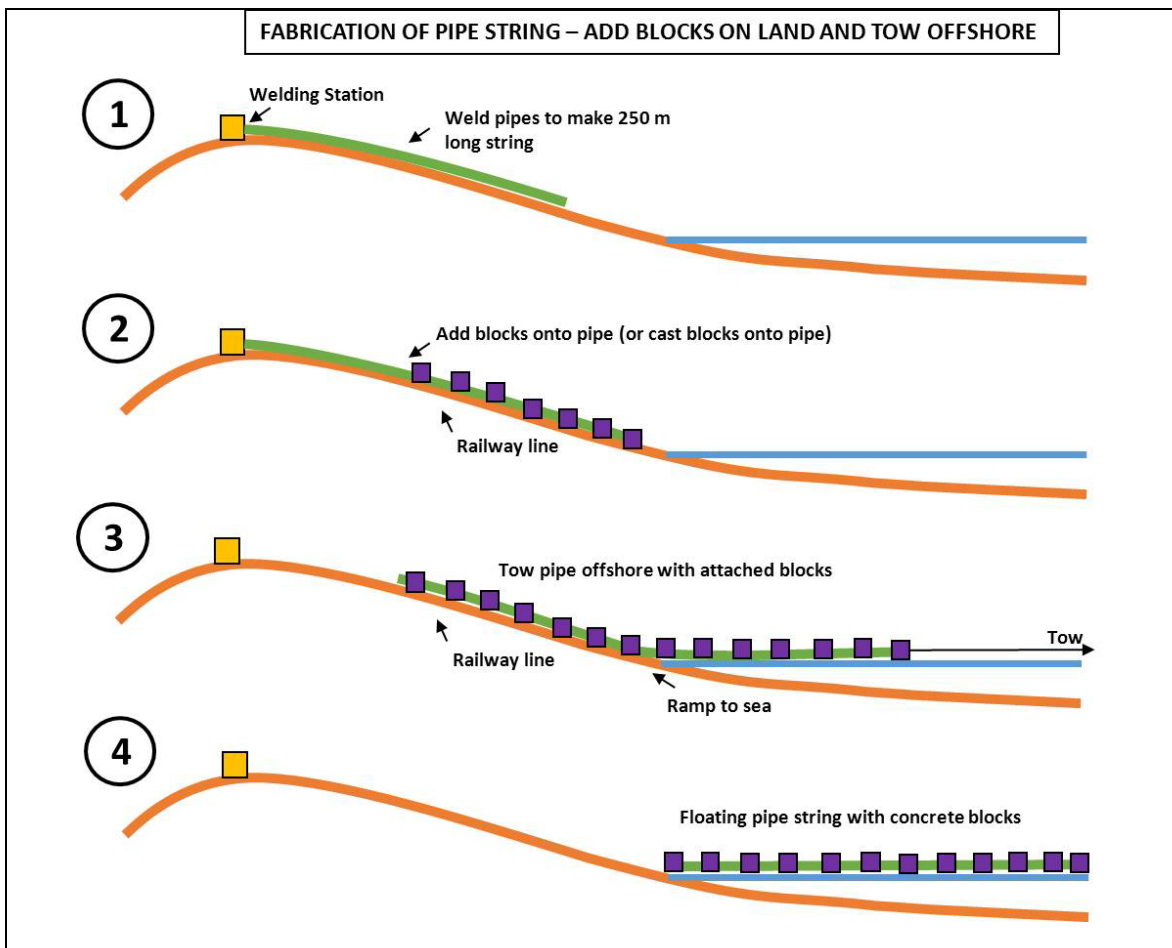 FABRICATION OF PIPE STRING – ADD BLOCKS ON LAND AND TOW OFFSHORE
1
Welding Station
Weld pipes to make 250 m
long string
2
Add blocks onto pipe (or cast blocks onto pipe)
Railway line
3
Tow pipe offshore with attached blocks
Tow
Railway line
Ramp to sea
4
Floating pipe string with concrete blocks